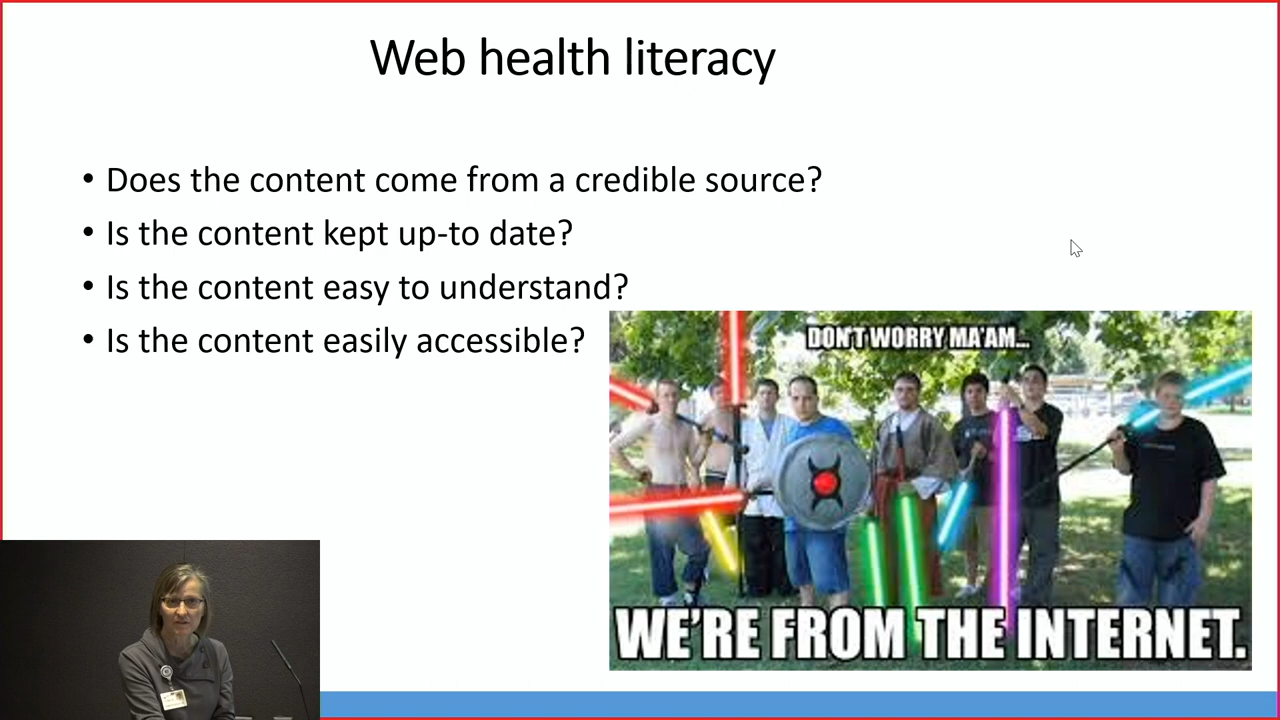 Web health literacy
• Does the content come from a credible source?
• Is the content kept up-to date?
• Is the content easy to understand?
• Is the content easily accessible?
DON'T WORRY MA'AM...
WE'RE FROM THE INTERNET.